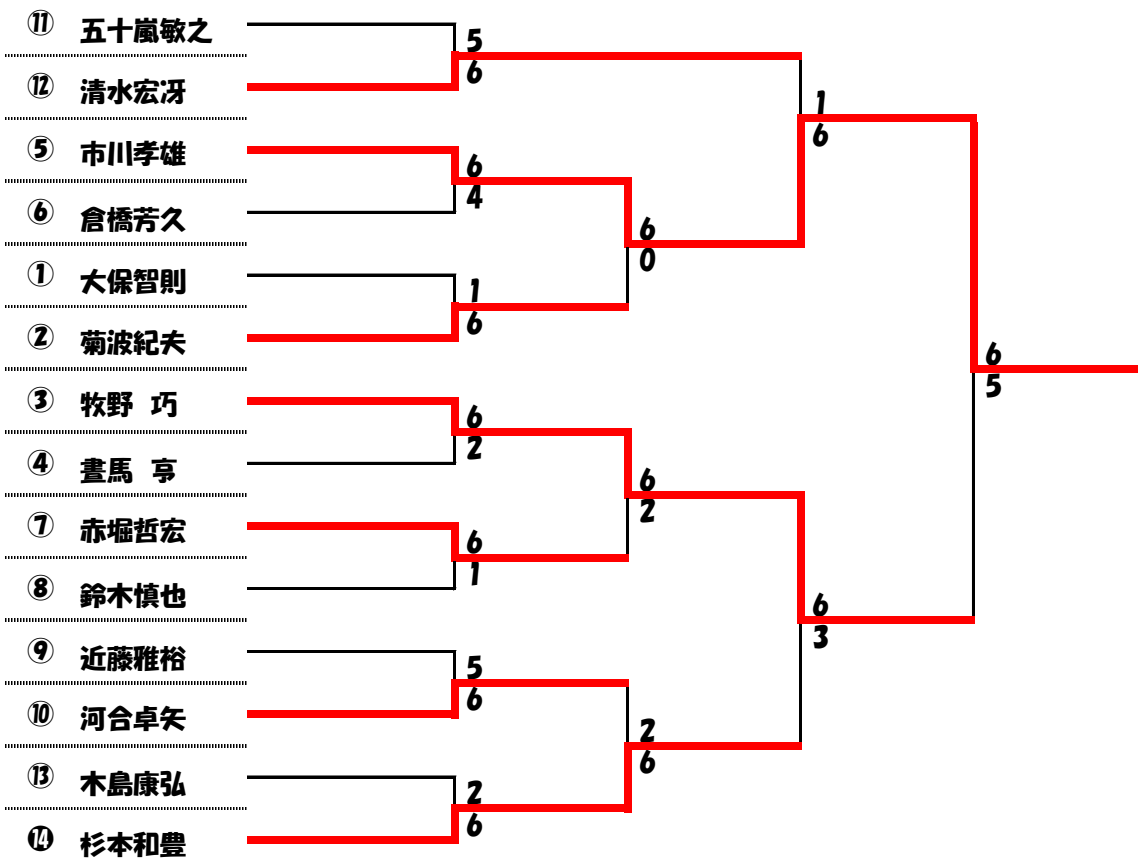 ⑪ 五十嵐敏之
5
6
⑫ 清水宏冴
1
6
⑤ 市川孝雄
6
4
⑥ 倉橋芳久
6
0
① 大保智則
1
6
② 菊波紀夫
6
5
③ 牧野 巧
6
2
④ 晝馬 享
6
2
⑦ 赤堀哲宏
6
1
⑧ 鈴木慎也
6
3
⑨ 近藤雅裕
5
6
⑩ 河合卓矢
2
6
⑬ 木島康弘
2
6
⓮ 杉本和豊